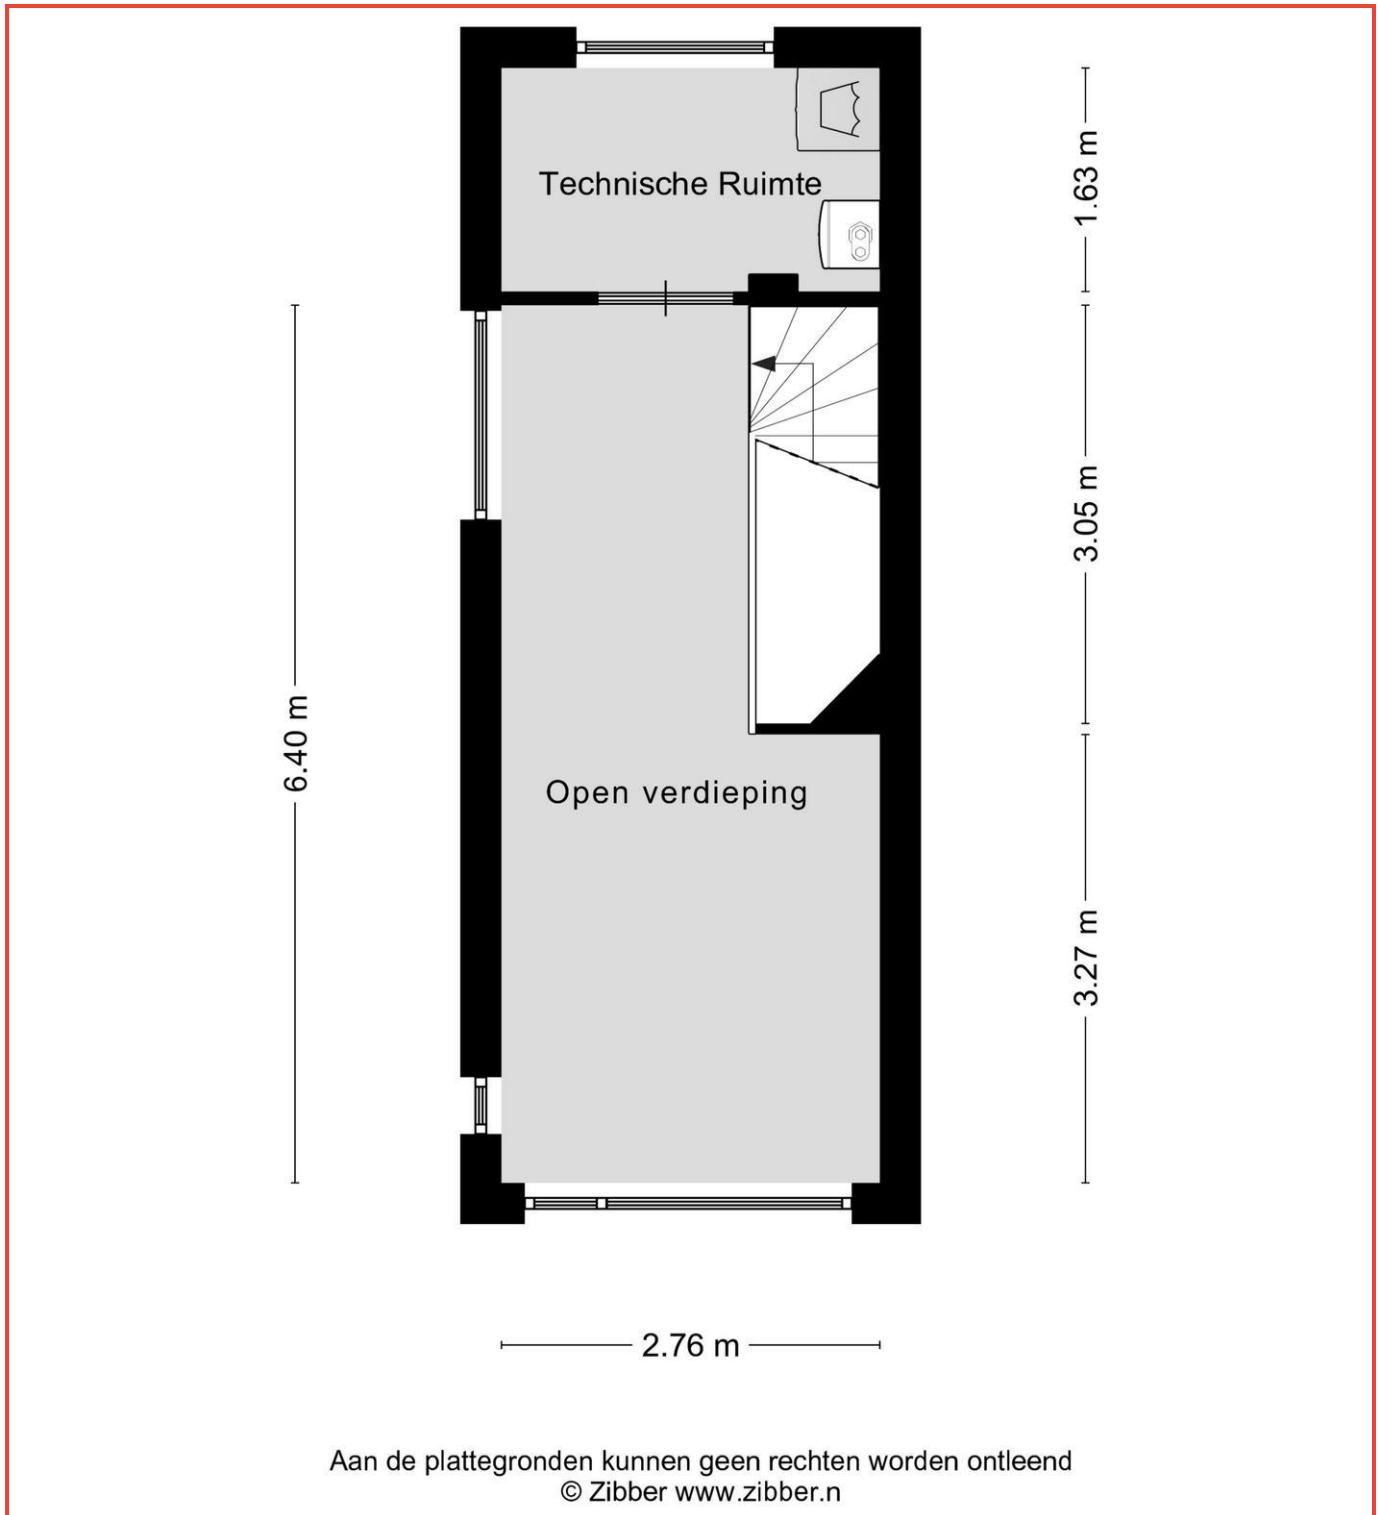 Technische Ruimte
1.63 m
3.05 m
6.40 m
Open verdieping
3.27 m
2.76 m
Aan de plattegronden kunnen geen rechten worden ontleend
© Zibber www.zibber.n